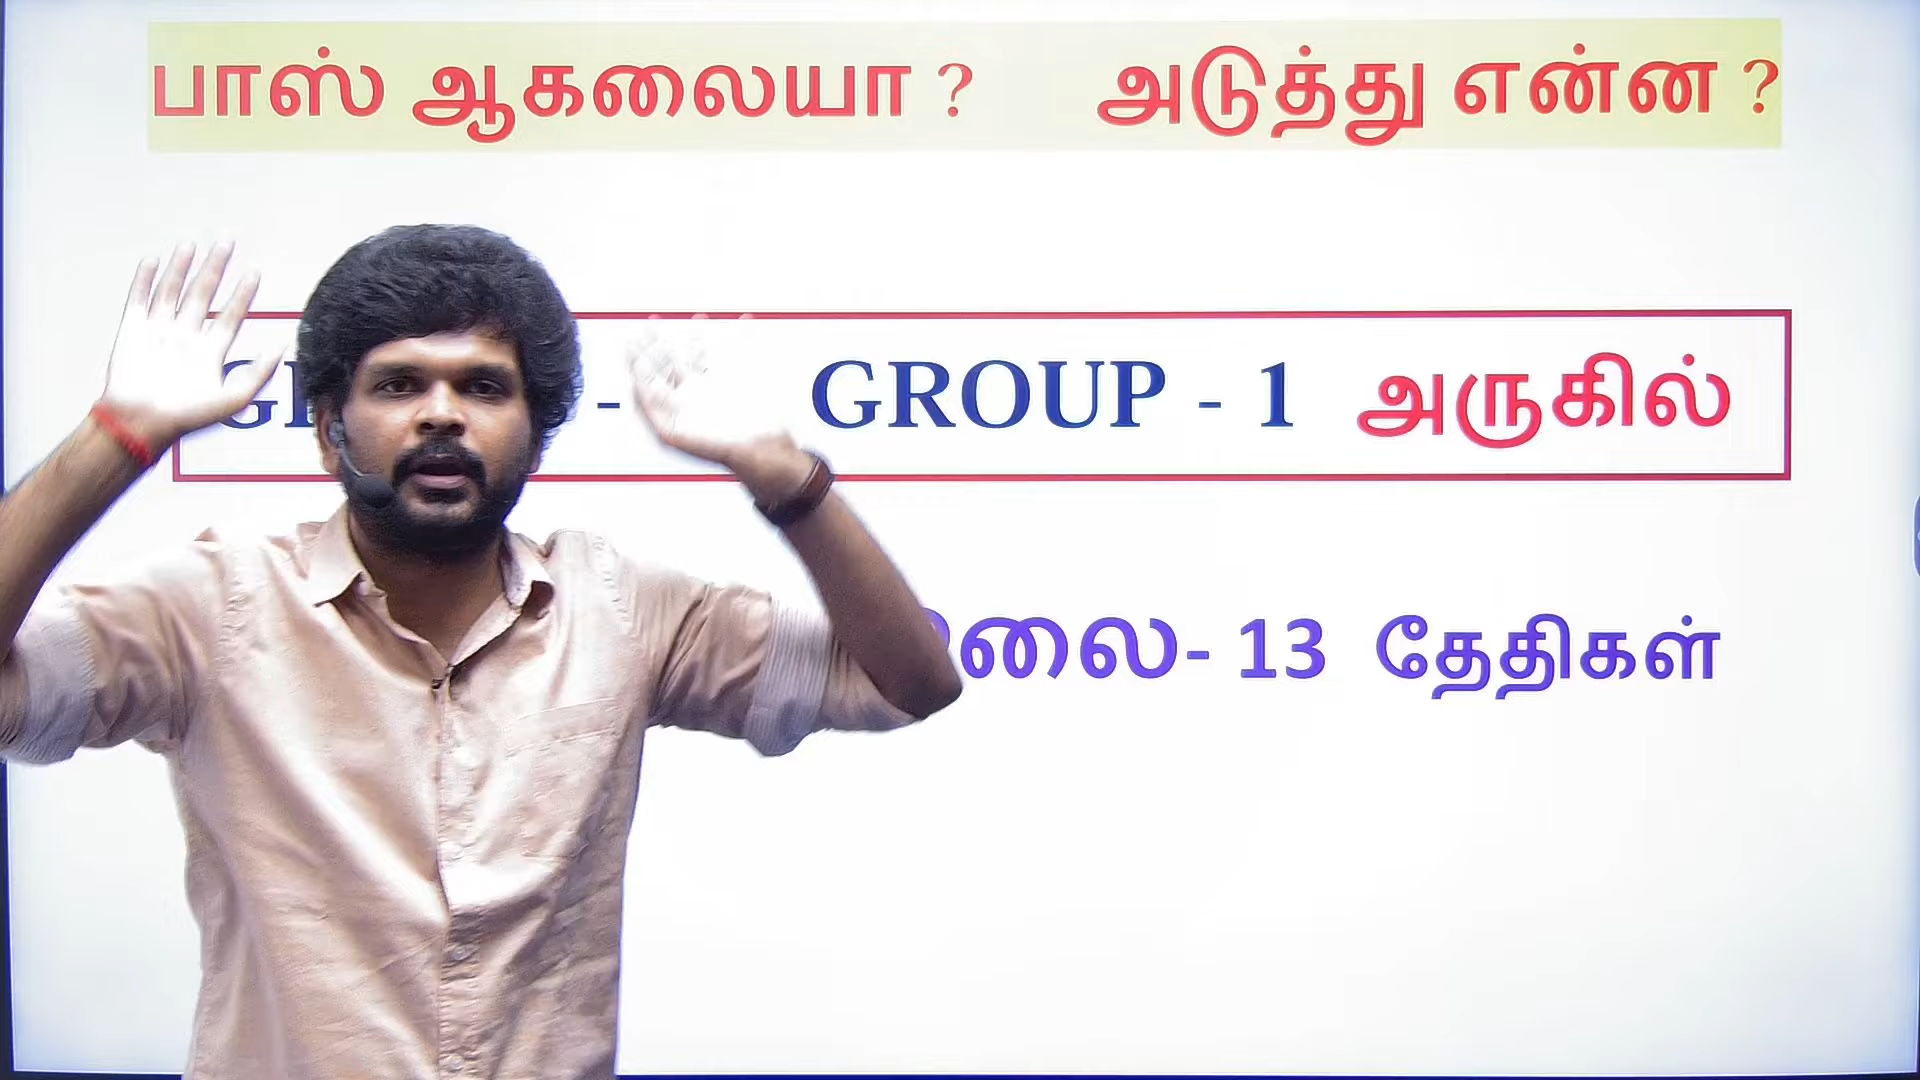 பாஸ் ஆகலையா ? அடுத்து என்ன ?
- GROUP - 1 அருகில்
- 13 தேதிகள்